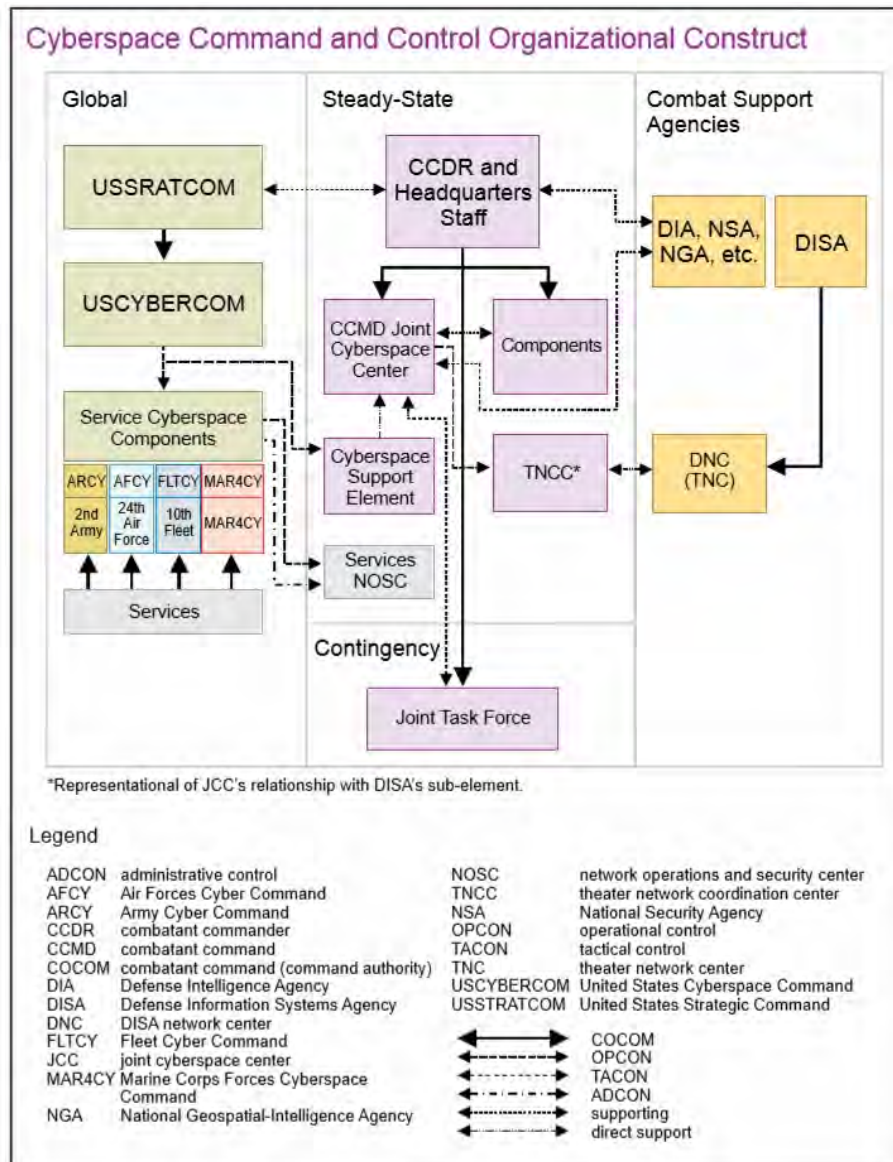 Cyberspace Command and Control Organizational Construct
Global
USSRATCOM
USCYBERCOM
Service Cyberspace
Components
ARCY AFCY FLTCY MAR4CY
2nd
Army
24th
Air
Force
10th
Fleet
MAR4CY
Services
Steady-State
CCDR and
Headquarters
Staff
CCMD Joint
Cyberspace
Center
Components
Cyberspace
Support
Element
TNCC*
Services
NOSC
Contingency
Joint Task Force
Combat Support
Agencies
DIA, NSA,
NGA, etc.
DISA
DNC
(TNC)
*Representational of JCC's relationship with DISA's sub-element.
Legend
ADCON administrative control
AFCY Air Forces Cyber Command
ARCY Army Cyber Command
CCDR combatant commander
CCMD combatant command
COCOM combatant command (command authority)
DIA Defense Intelligence Agency
DISA Defense Information Systems Agency
DNC DISA network center
FLTCY Fleet Cyber Command
JCC joint cyberspace center
MAR4CY Marine Corps Forces Cyberspace
Command
NGA National Geospatial-Intelligence Agency
NOSC network operations and security center
TNCC theater network coordination center
NSA National Security Agency
OPCON operational control
TACON tactical control
TNC theater network center
USCYBERCOM United States Cyberspace Command
USSTRATCOM United States Strategic Command
COCOM
OPCON
TACON
ADCON
supporting
direct support